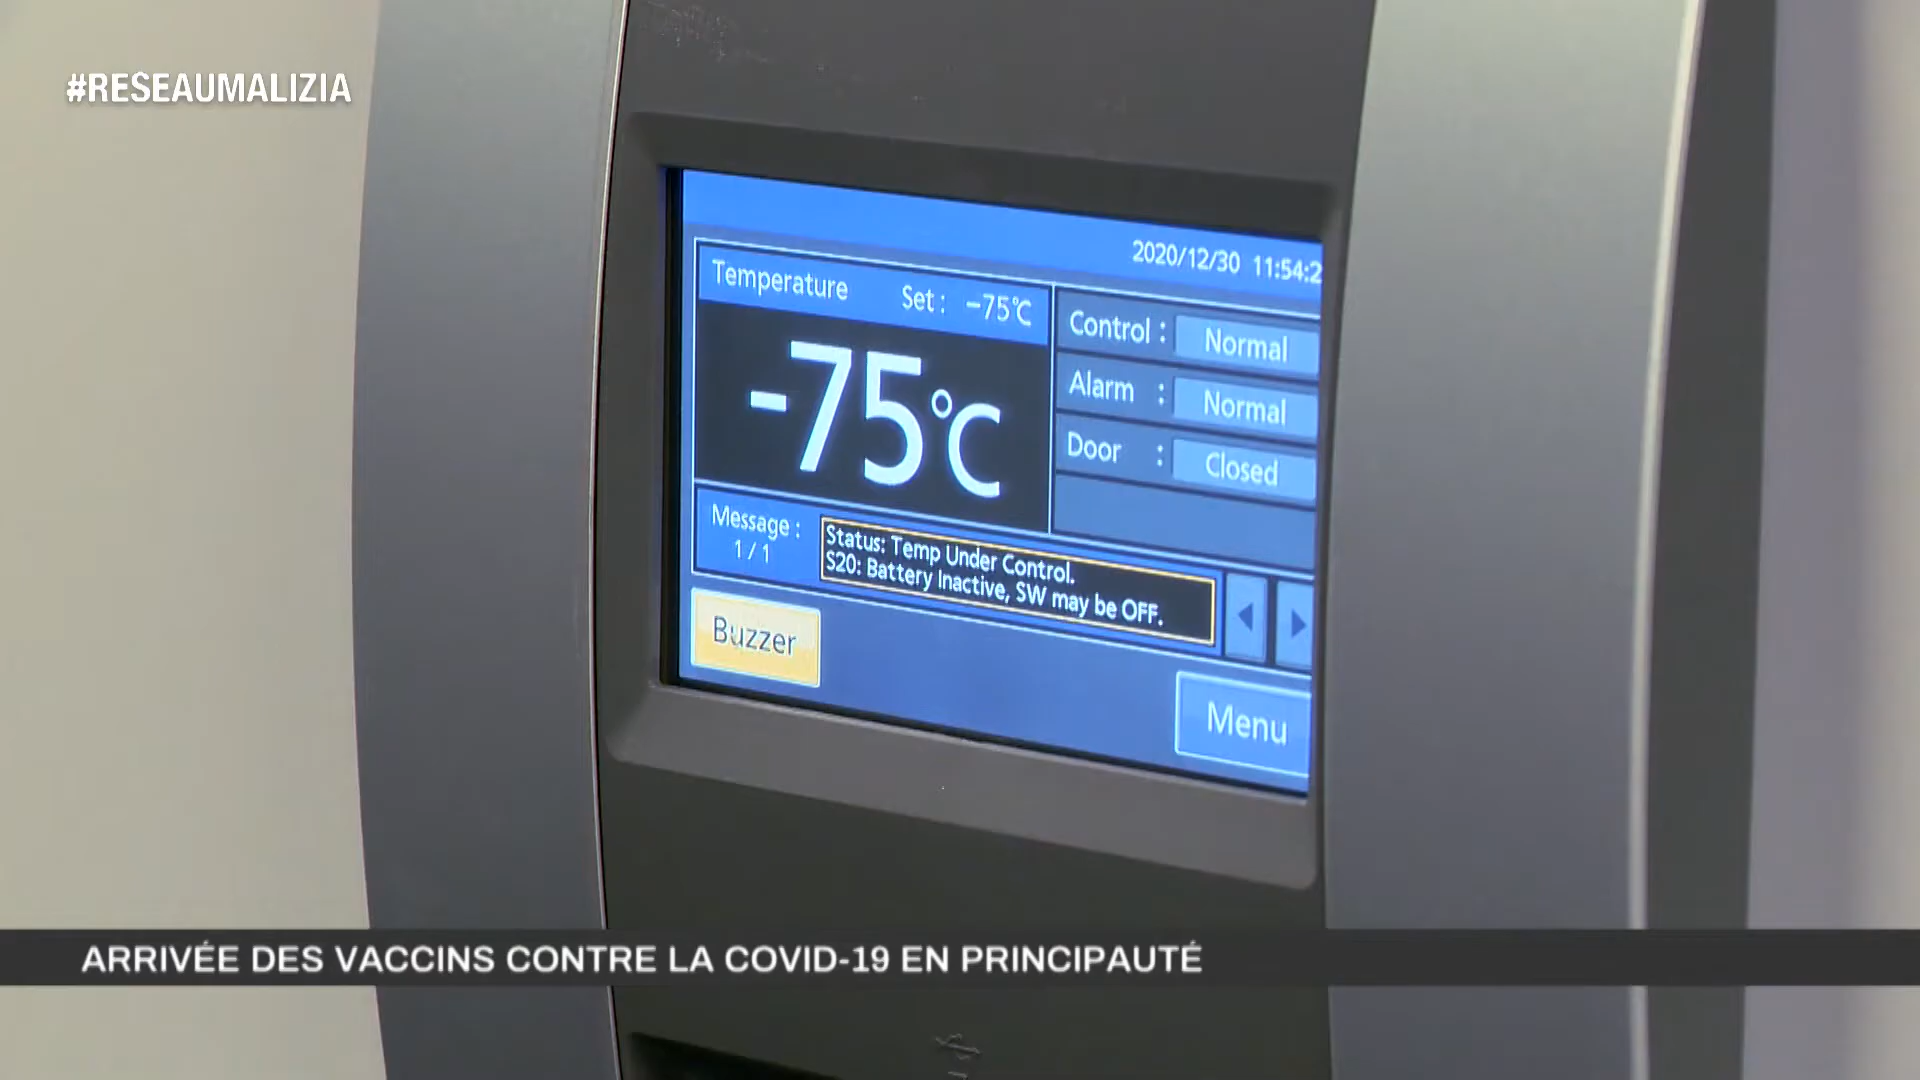 #RESEAUMALIZIA
2020/12/30 11:54:2
Temperature Set : -75℃
-75℃
Control : Normal
Alarm : Normal
Door : Closed
Message :
1 / 1
Status: Temp Under Control.
S20: Battery Inactive, SW may be OFF.
Buzzer
Menu
ARRIVÉE DES VACCINS CONTRE LA COVID-19 EN PRINCIPAUTÉ